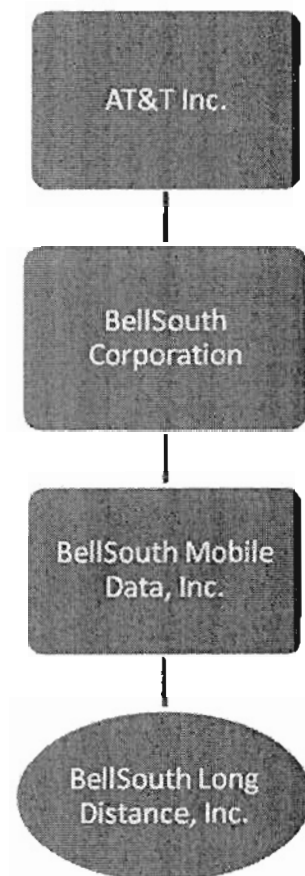 AT&T Inc.
BellSouth
Corporation
BellSouth Mobile
Data, Inc.
BellSouth Long
Distance, Inc.